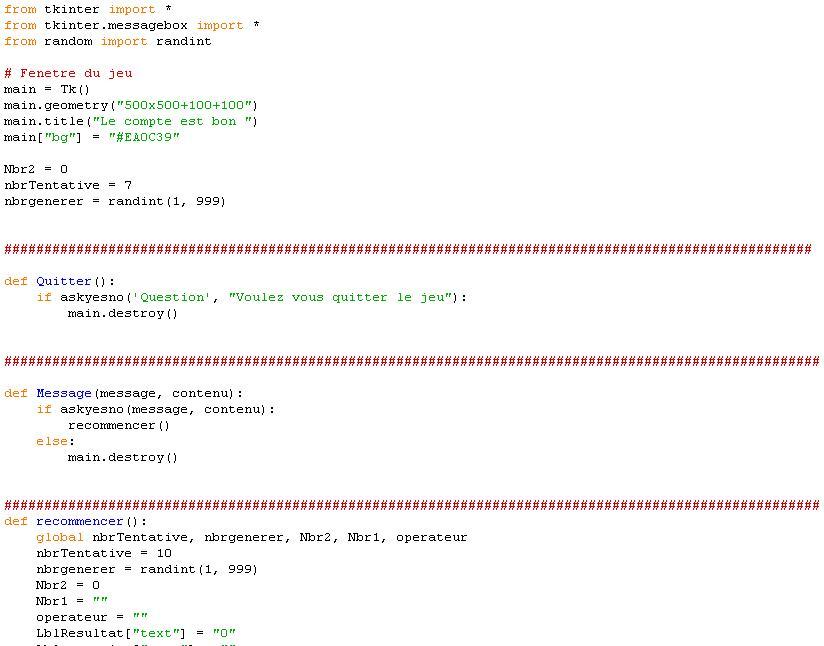 from tkinter import *
from tkinter.messagebox import *
from random import randint
# Fenetre du jeu
main = Tk()
main.geometry("500x500+100+100")
main.title("Le compte est bon ")
main["bg"] = "#EA0C39"
Nbr2 = 0
nbrTentative = 7
nbrgenerer = randint(1, 999)
#####################################################################################################
def Quitter():
    if askyesno('Question', "Voulez vous quitter le jeu"):
        main.destroy()
######################################################################################################
def Message(message, contenu):
    if askyesno(message, contenu):
        recommencer()
    else:
        main.destroy()
######################################################################################################
def recommencer():
    global nbrTentative, nbrgenerer, Nbr2, Nbr1, operateur
    nbrTentative = 10
    nbrgenerer = randint(1, 999)
    Nbr2 = 0
    Nbr1 = ""
    operateur = ""
    LblResultat["text"] = "0"